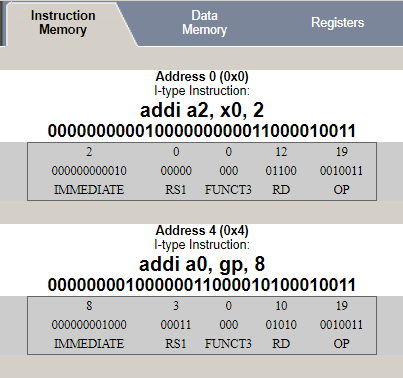 Instruction Memory
Data Memory
Registers
Address 0 (0x0)
I-type Instruction:
addi a2, x0, 2
00000000001000000000011000010011
2 0 0 12 19
000000000010 00000 000 01100 0010011
IMMEDIATE RS1 FUNCT3 RD OP
Address 4 (0x4)
I-type Instruction:
addi a0, gp, 8
00000000100000011000010100010011
8 3 0 10 19
000000001000 00011 000 01010 0010011
IMMEDIATE RS1 FUNCT3 RD OP